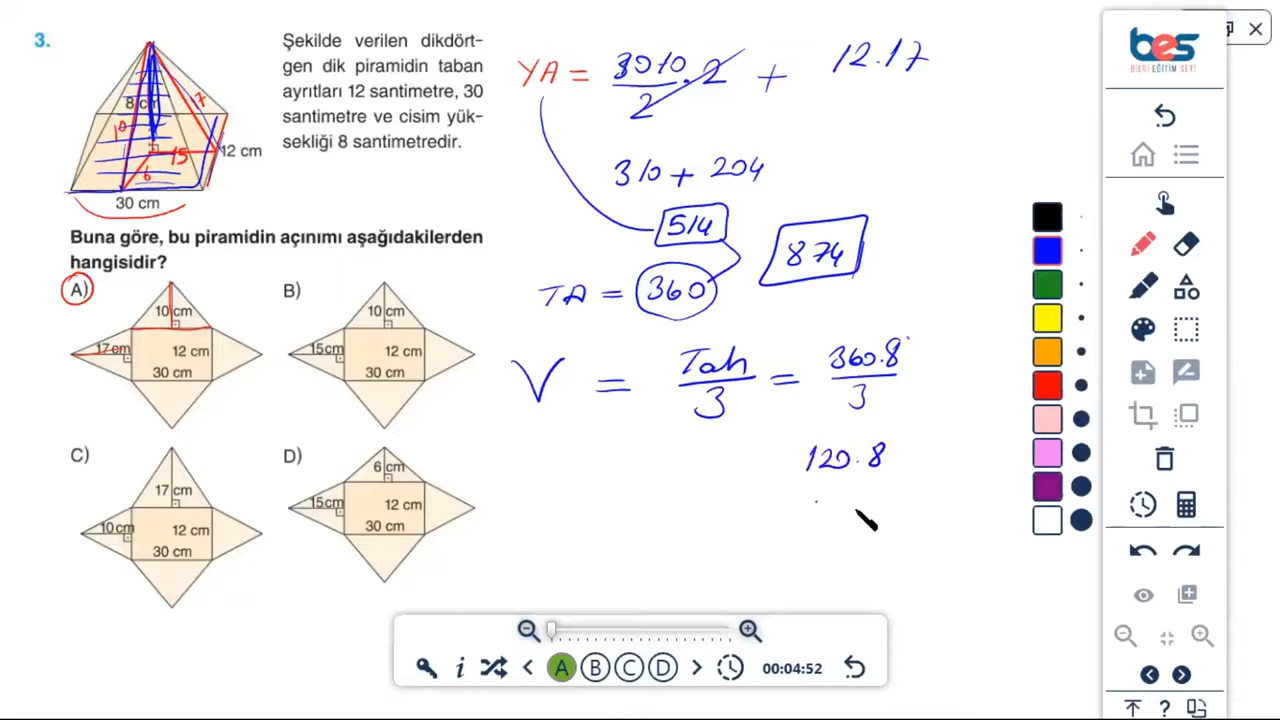 3.
Şekilde verilen dikdört-
gen dik piramidin taban
ayrıtları 12 santimetre, 30
santimetre ve cisim yük-
sekliği 8 santimetredir.
8 cm
17
10
15
6
12 cm
30 cm
Buna göre, bu piramidin açınımı aşağıdakilerden
hangisidir?
A)
10 cm
17 cm
12 cm
30 cm
B)
10 cm
15 cm
12 cm
30 cm
C)
17 cm
10 cm
12 cm
30 cm
D)
6 cm
15 cm
12 cm
30 cm
YA = 30 10 . 2 + 12.17
2
310 + 204
514
874
TA = 360
V = Tah = 360.8
3 3
120.8
bes
BİLGİ EĞİTİM SETİ
i A B C D 00:04:52
?